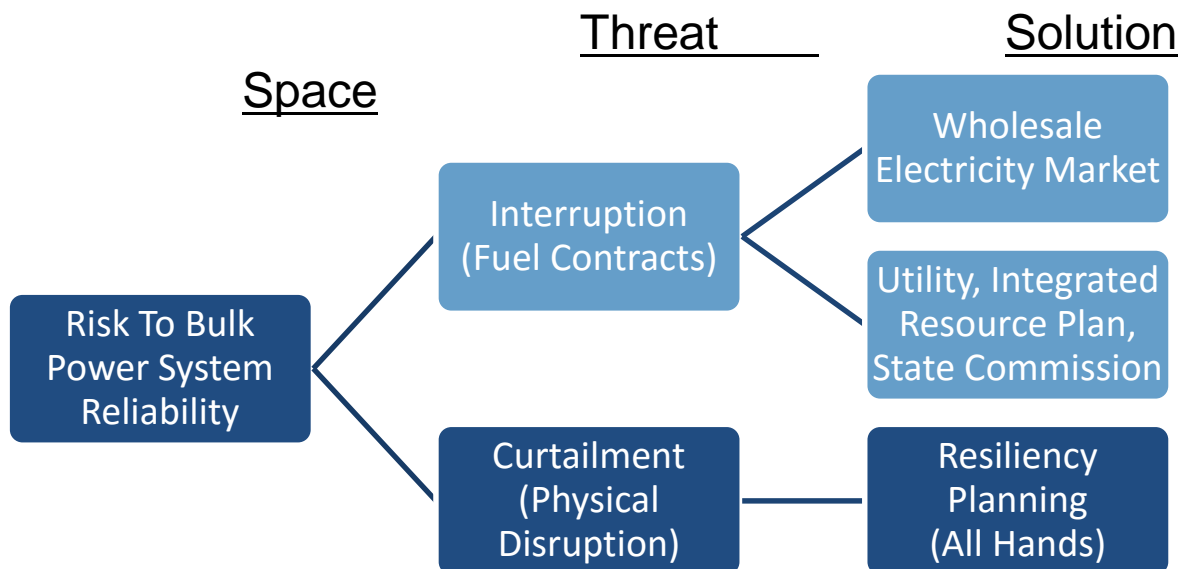 Threat
Solution
Space
Wholesale
Electricity Market
Interruption
(Fuel Contracts)
Utility, Integrated
Resource Plan,
State Commission
Risk To Bulk
Power System
Reliability
Curtailment
(Physical
Disruption)
Resiliency
Planning
(All Hands)